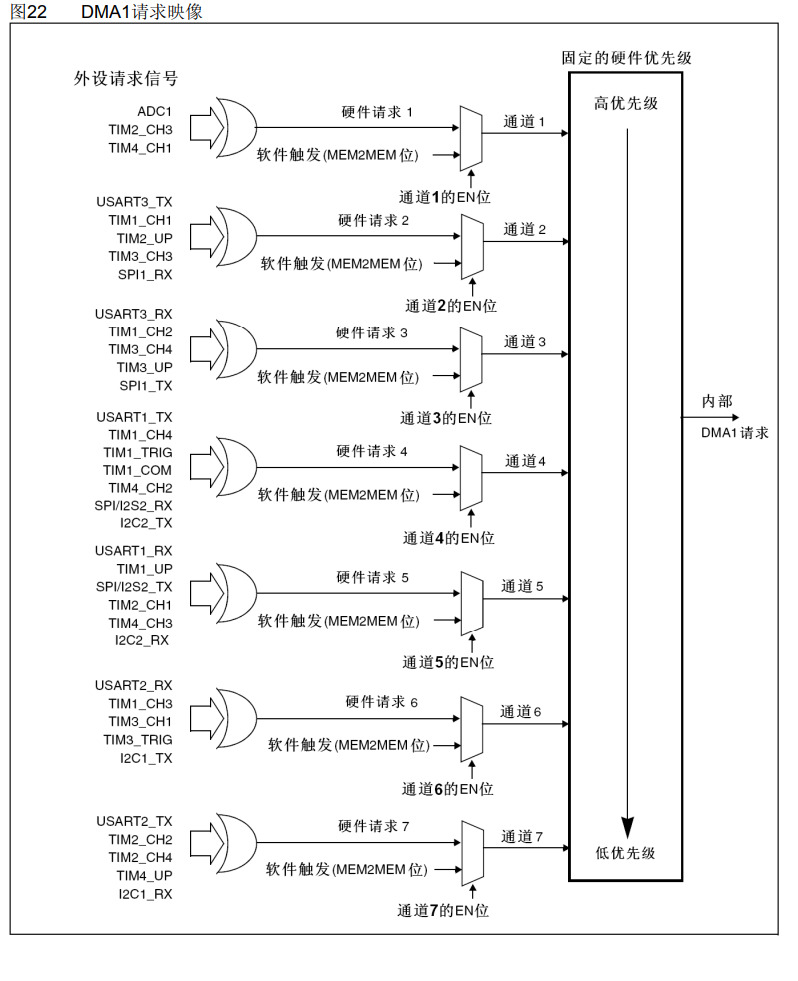 图22 DMA1请求映像
固定的硬件优先级
外设请求信号
高优先级
ADC1
TIM2_CH3
TIM4_CH1
硬件请求 1
软件触发(MEM2MEM 位)
通道1
通道1的EN位
USART3_TX
TIM1_CH1
TIM2_UP
TIM3_CH3
SPI1_RX
硬件请求 2
软件触发(MEM2MEM 位)
通道2
通道2的EN位
USART3_RX
TIM1_CH2
TIM3_CH4
TIM3_UP
SPI1_TX
硬件请求 3
软件触发(MEM2MEM 位)
通道3
通道3的EN位
内部
DMA1请求
USART1_TX
TIM1_CH4
TIM1_TRIG
TIM1_COM
TIM4_CH2
SPI/I2S2_RX
I2C2_TX
硬件请求 4
软件触发(MEM2MEM 位)
通道4
通道4的EN位
USART1_RX
TIM1_UP
SPI/I2S2_TX
TIM2_CH1
TIM4_CH3
I2C2_RX
硬件请求 5
软件触发(MEM2MEM 位)
通道5
通道5的EN位
USART2_RX
TIM1_CH3
TIM3_CH1
TIM3_TRIG
I2C1_TX
硬件请求 6
软件触发(MEM2MEM 位)
通道6
通道6的EN位
USART2_TX
TIM2_CH2
TIM2_CH4
TIM4_UP
I2C1_RX
硬件请求 7
软件触发(MEM2MEM 位)
通道7
通道7的EN位
低优先级